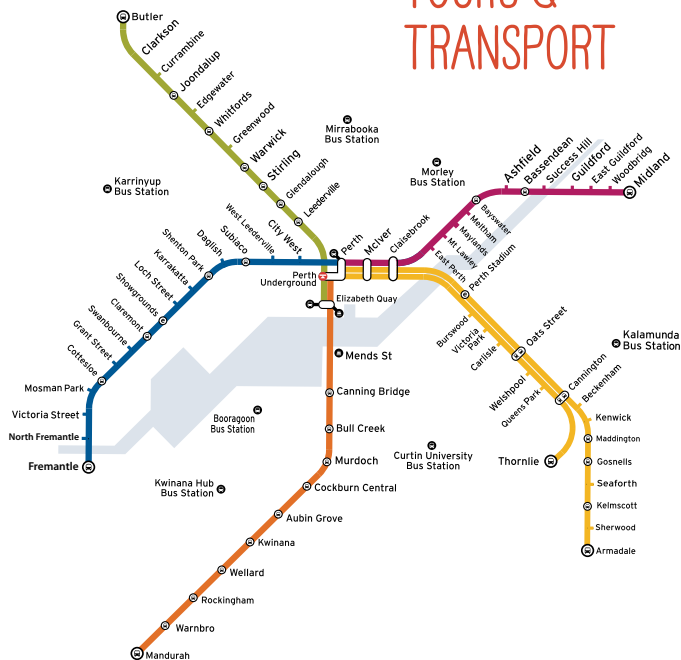 TOURS &
TRANSPORT
Butler
Clarkson
Currambine
Joondalup
Edgewater
Whitfords
Greenwood
Warwick
Stirling
Glendalough
Leederville
Mirrabooka
Bus Station
Karrinyup
Bus Station
Morley
Bus Station
Ashfield
Bassendean
Success Hill
Guildford
East Guildford
Woodbridg
Midland
Bayswater
Meltham
Maylands
Mt Lawley
East Perth
Claisebrook
McIver
Perth
City West
West Leederville
Subiaco
Daglish
Shenton Park
Karrakatta
Loch Street
Showgrounds
Claremont
Swanbourne
Grant Street
Cottesloe
Mosman Park
Victoria Street
North Fremantle
Fremantle
Perth
Underground
Elizabeth Quay
Perth Stadium
Burswood
Victoria
Park
Carlisle
Oats Street
Welshpool
Queens Park
Cannington
Beckenham
Kalamunda
Bus Station
Kenwick
Maddington
Gosnells
Seaforth
Kelmscott
Sherwood
Armadale
Thornlie
Mends St
Canning Bridge
Bull Creek
Booragoon
Bus Station
Curtin University
Bus Station
Murdoch
Kwinana Hub
Bus Station
Cockburn Central
Aubin Grove
Kwinana
Wellard
Rockingham
Warnbro
Mandurah